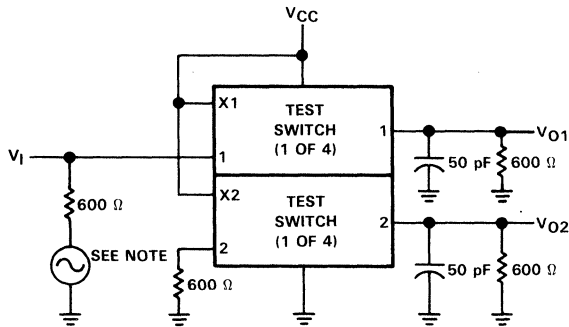 VCC
X1
TEST
SWITCH
(1 OF 4)
1
VO1
VI
1
50 pF
600 Ω
600 Ω
X2
TEST
SWITCH
(1 OF 4)
2
VO2
SEE NOTE
2
600 Ω
50 pF
600 Ω